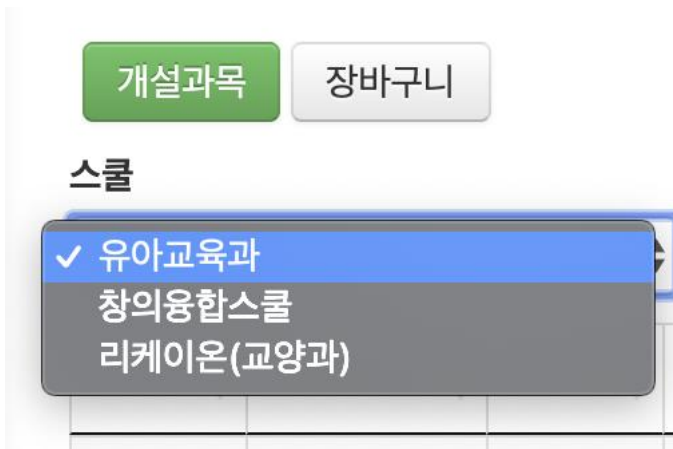 개설과목 장바구니
스쿨
✓ 유아교육과
창의융합스쿨
리케이온(교양과)